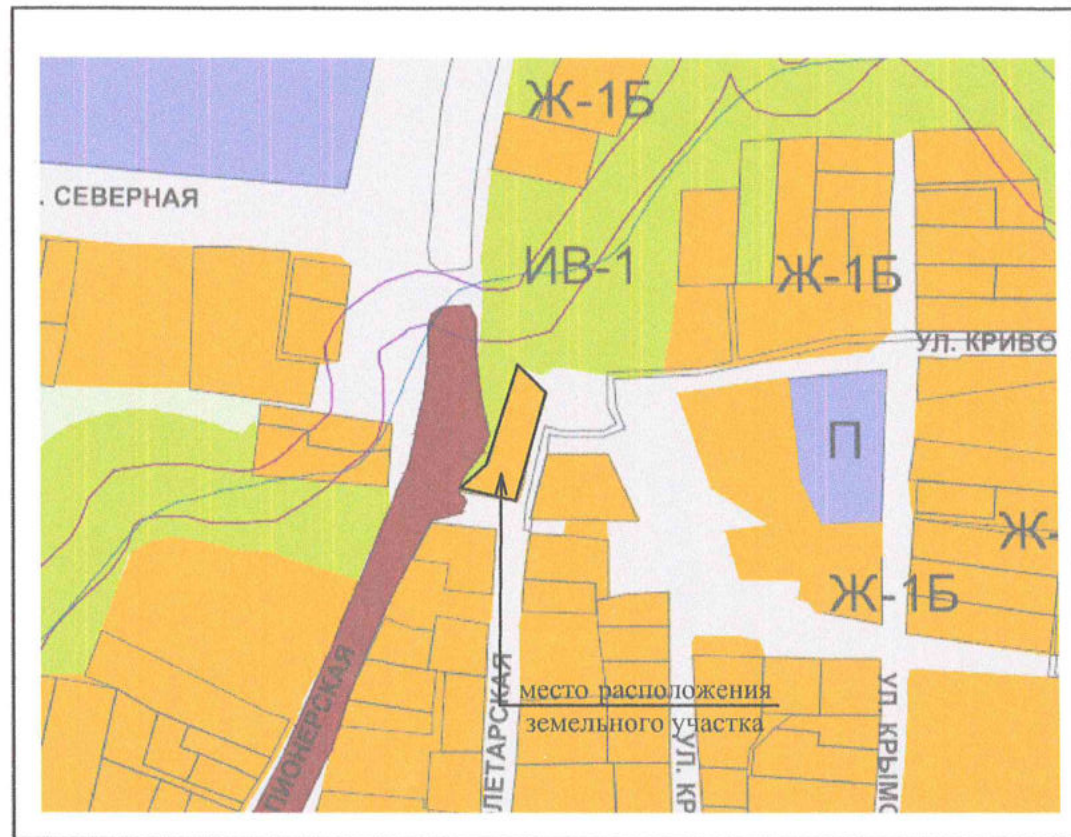 Ж-1Б
. СЕВЕРНАЯ
ИВ-1
Ж-1Б
УЛ. КРИВО
П
Ж-
Ж-1Б
ПИОНЕРСКАЯ
ЛЕТАРСКАЯ
место расположения
земельного участка
УЛ. КР
УЛ. КРЫМС